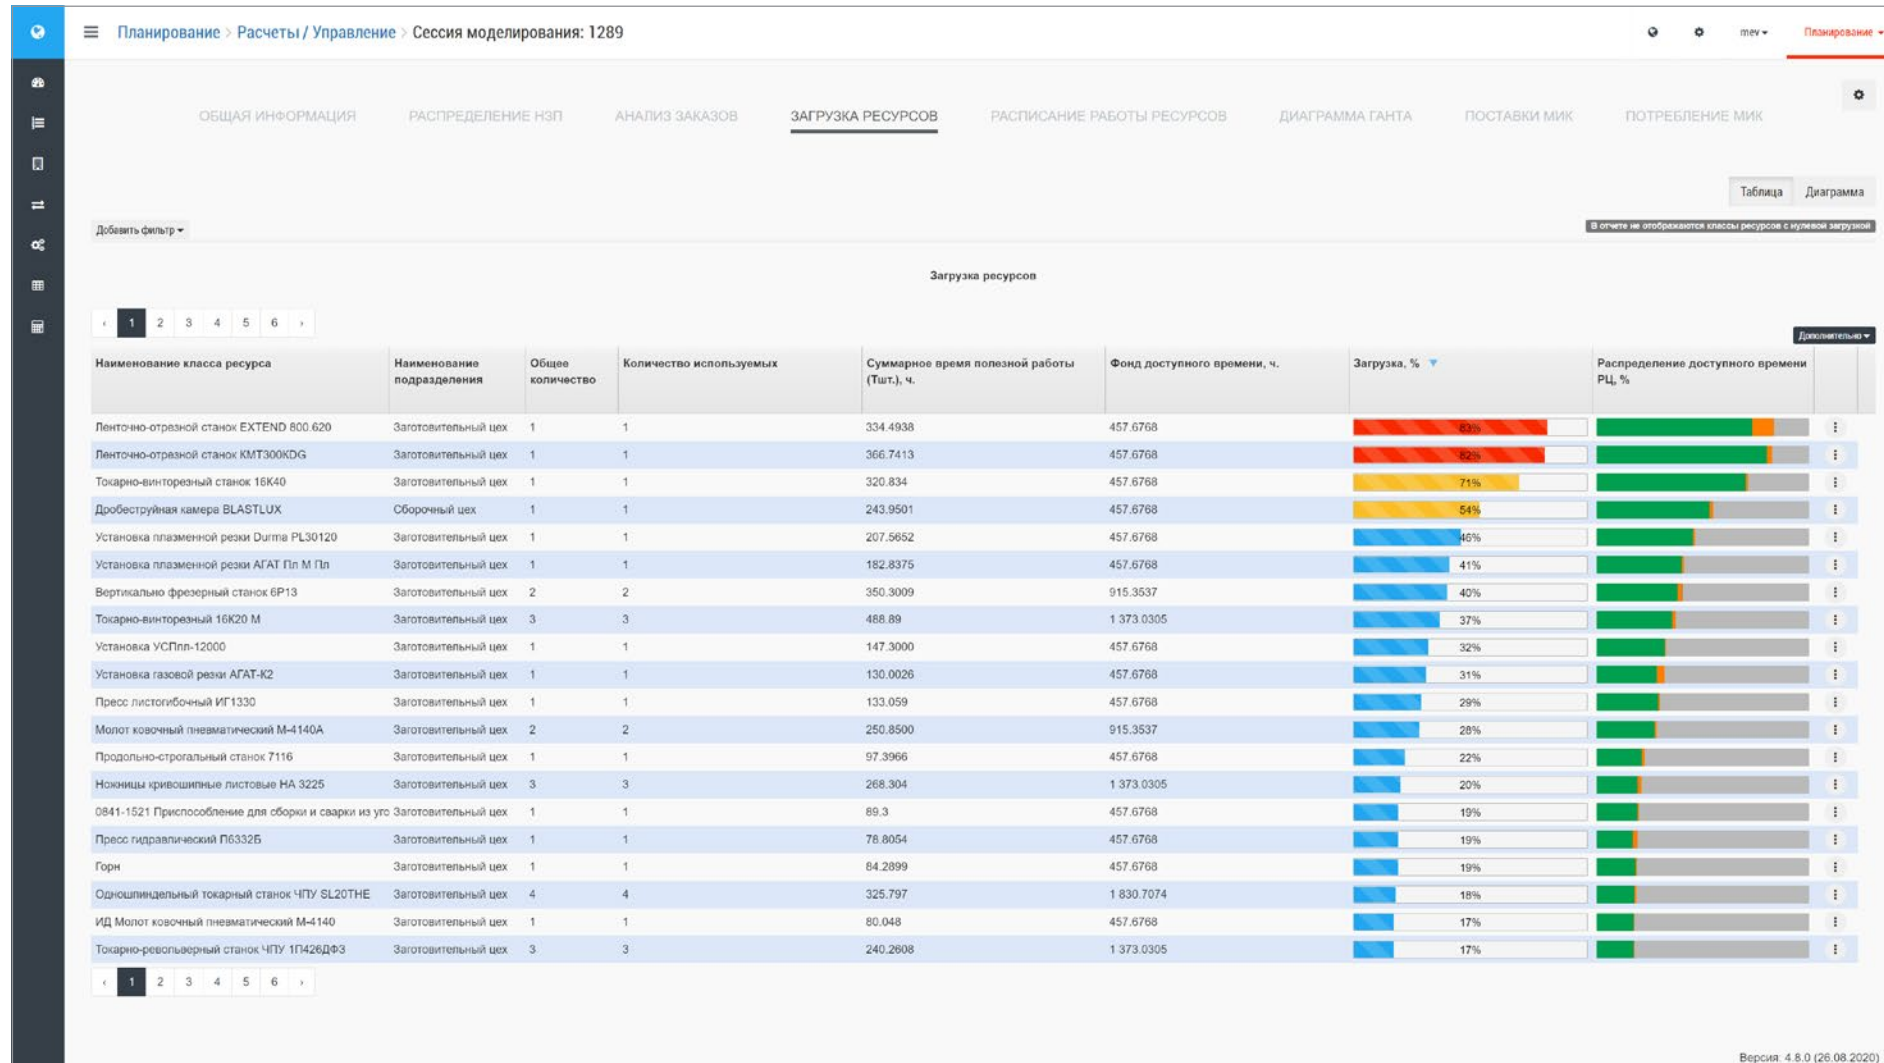 Планирование > Расчеты / Управление > Сессия моделирования: 1289
mev
Планирование
ОБЩАЯ ИНФОРМАЦИЯ РАСПРЕДЕЛЕНИЕ НЗП АНАЛИЗ ЗАКАЗОВ ЗАГРУЗКА РЕСУРСОВ РАСПИСАНИЕ РАБОТЫ РЕСУРСОВ ДИАГРАММА ГАНТА ПОСТАВКИ МИК ПОТРЕБЛЕНИЕ МИК
Таблица Диаграмма
Добавить фильтр
В отчете не отображаются классы ресурсов с нулевой загрузкой
Загрузка ресурсов
‹ 1 2 3 4 5 6 ›
Дополнительно
Наименование класса ресурса Наименование подразделения Общее количество Количество используемых Суммарное время полезной работы (Тшт.), ч. Фонд доступного времени, ч. Загрузка, % Распределение доступного времени РЦ, %
Ленточно-отрезной станок EXTEND 800.620 Заготовительный цех 1 1 334.4938 457.6768 83%
Ленточно-отрезной станок KMT300KDG Заготовительный цех 1 1 366.7413 457.6768 82%
Токарно-винторезный станок 16К40 Заготовительный цех 1 1 320.834 457.6768 71%
Дробеструйная камера BLASTLUX Сборочный цех 1 1 243.9501 457.6768 54%
Установка плазменной резки Durma PL30120 Заготовительный цех 1 1 207.5652 457.6768 46%
Установка плазменной резки АГАТ Пл М Пл Заготовительный цех 1 1 182.8375 457.6768 41%
Вертикально фрезерный станок 6Р13 Заготовительный цех 2 2 350.3009 915.3537 40%
Токарно-винторезный 16К20 М Заготовительный цех 3 3 488.89 1 373.0305 37%
Установка УСПпл-12000 Заготовительный цех 1 1 147.3000 457.6768 32%
Установка газовой резки АГАТ-К2 Заготовительный цех 1 1 130.0026 457.6768 31%
Пресс листогибочный ИГ1330 Заготовительный цех 1 1 133.059 457.6768 29%
Молот ковочный пневматический М-4140А Заготовительный цех 2 2 250.8500 915.3537 28%
Продольно-строгальный станок 7116 Заготовительный цех 1 1 97.3966 457.6768 22%
Ножницы кривошипные листовые НА 3225 Заготовительный цех 3 3 268.304 1 373.0305 20%
0841-1521 Приспособление для сборки и сварки из уго Заготовительный цех 1 1 89.3 457.6768 19%
Пресс гидравлический П6332Б Заготовительный цех 1 1 78.8054 457.6768 19%
Горн Заготовительный цех 1 1 84.2899 457.6768 19%
Одношпиндельный токарный станок ЧПУ SL20THE Заготовительный цех 4 4 325.797 1 830.7074 18%
ИД Молот ковочный пневматический М-4140 Заготовительный цех 1 1 80.048 457.6768 17%
Токарно-револьверный станок ЧПУ 1П426ДФЗ Заготовительный цех 3 3 240.2608 1 373.0305 17%
‹ 1 2 3 4 5 6 ›
Версия: 4.8.0 (26.08.2020)